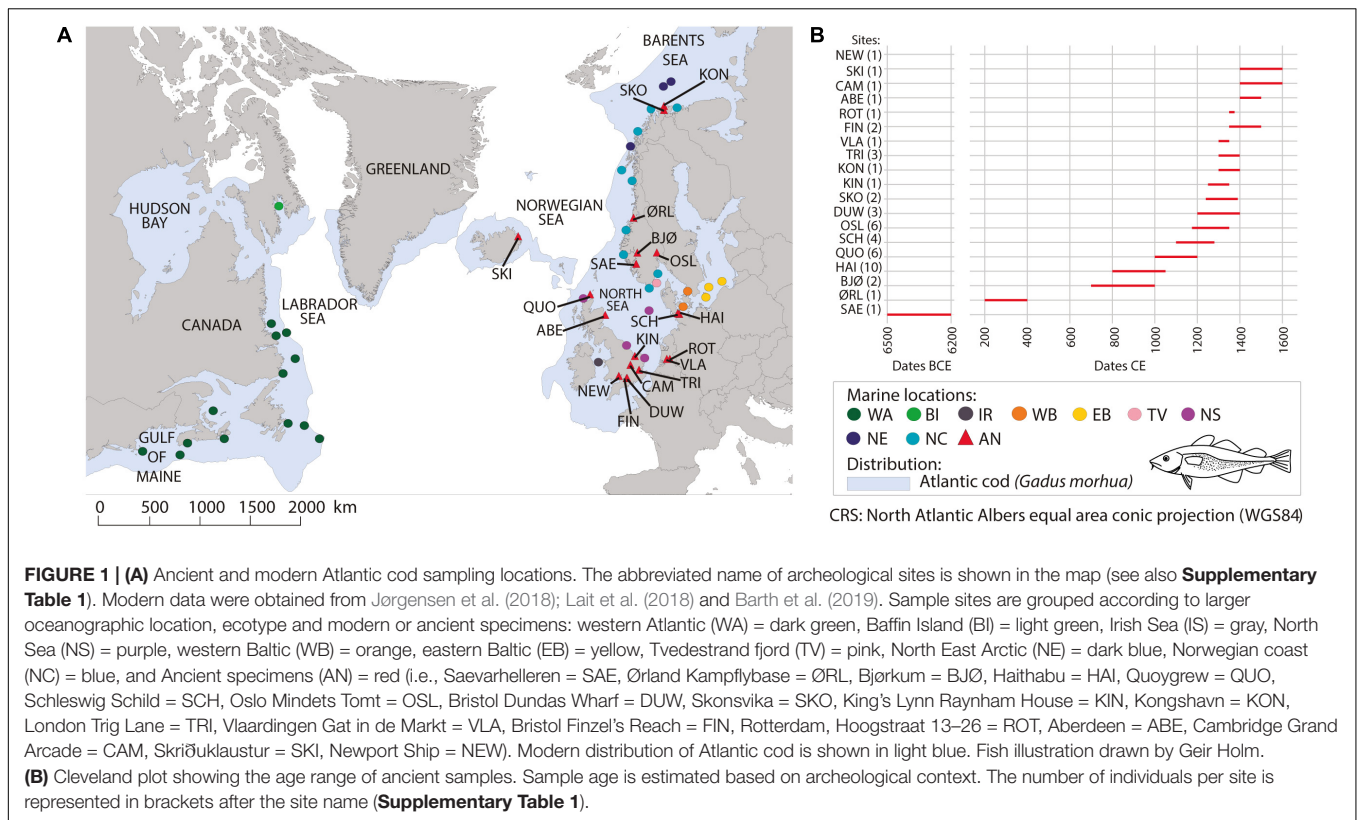 A
BARENTS
SEA
KON
SKO
GREENLAND
NORWEGIAN
SEA
HUDSON
BAY
ØRL
BJØ
OSL
SAE
SKI
CANADA
LABRADOR
SEA
QUO
NORTH
SEA
ABE
SCH
HAI
KIN
ROT
VLA
NEW
CAM
TRI
FIN
DUW
GULF
OF
MAINE
0 500 1000 1500 2000 km
B
Sites:
NEW (1)
SKI (1)
CAM (1)
ABE (1)
ROT (1)
FIN (2)
VLA (1)
TRI (3)
KON (1)
KIN (1)
SKO (2)
DUW (3)
OSL (6)
SCH (4)
QUO (6)
HAI (10)
BJØ (2)
ØRL (1)
SAE (1)
6500 6200 200 400 600 800 1000 1200 1400 1600
Dates BCE Dates CE
Marine locations:
WA BI IR WB EB TV NS
NE NC AN
Distribution:
Atlantic cod (Gadus morhua)
CRS: North Atlantic Albers equal area conic projection (WGS84)
FIGURE 1 | (A) Ancient and modern Atlantic cod sampling locations. The abbreviated name of archeological sites is shown in the map (see also Supplementary
Table 1). Modern data were obtained from Jørgensen et al. (2018); Lait et al. (2018) and Barth et al. (2019). Sample sites are grouped according to larger
oceanographic location, ecotype and modern or ancient specimens: western Atlantic (WA) = dark green, Baffin Island (BI) = light green, Irish Sea (IS) = gray, North
Sea (NS) = purple, western Baltic (WB) = orange, eastern Baltic (EB) = yellow, Tvedestrand fjord (TV) = pink, North East Arctic (NE) = dark blue, Norwegian coast
(NC) = blue, and Ancient specimens (AN) = red (i.e., Saevarhelleren = SAE, Ørland Kampflybase = ØRL, Bjørkum = BJØ, Haithabu = HAI, Quoygrew = QUO,
Schleswig Schild = SCH, Oslo Mindets Tomt = OSL, Bristol Dundas Wharf = DUW, Skonsvika = SKO, King's Lynn Raynham House = KIN, Kongshavn = KON,
London Trig Lane = TRI, Vlaardingen Gat in de Markt = VLA, Bristol Finzel's Reach = FIN, Rotterdam, Hoogstraat 13–26 = ROT, Aberdeen = ABE, Cambridge Grand
Arcade = CAM, Skriðuklaustur = SKI, Newport Ship = NEW). Modern distribution of Atlantic cod is shown in light blue. Fish illustration drawn by Geir Holm.
(B) Cleveland plot showing the age range of ancient samples. Sample age is estimated based on archeological context. The number of individuals per site is
represented in brackets after the site name (Supplementary Table 1).